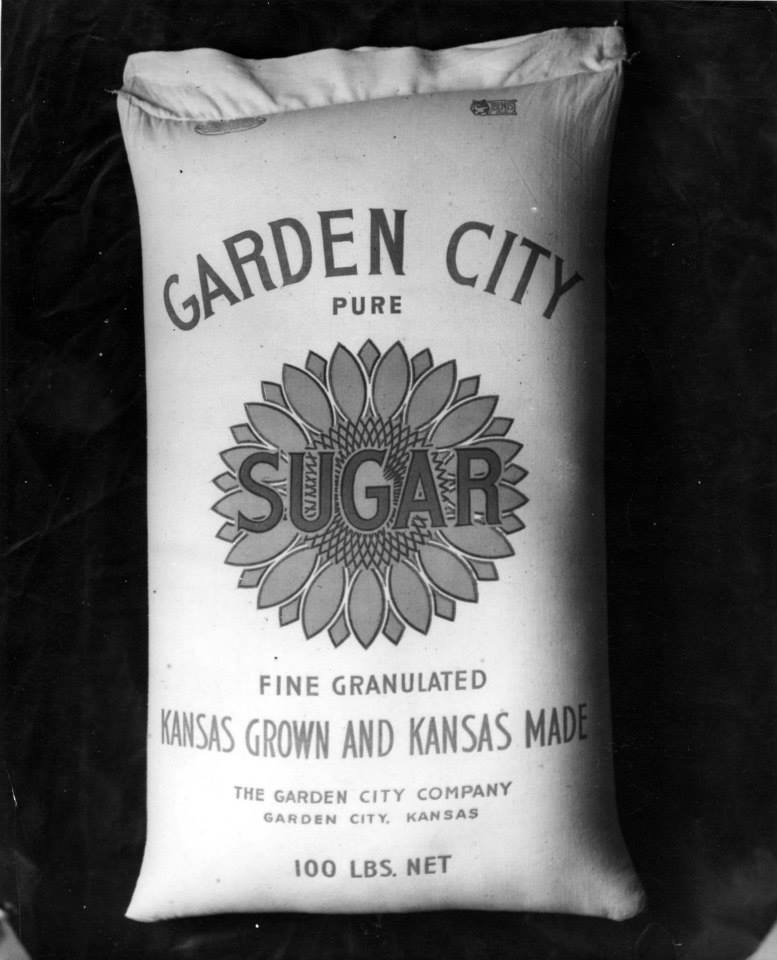 GARDEN CITY
PURE
SUGAR
FINE GRANULATED
KANSAS GROWN AND KANSAS MADE
THE GARDEN CITY COMPANY
GARDEN CITY, KANSAS
100 LBS. NET